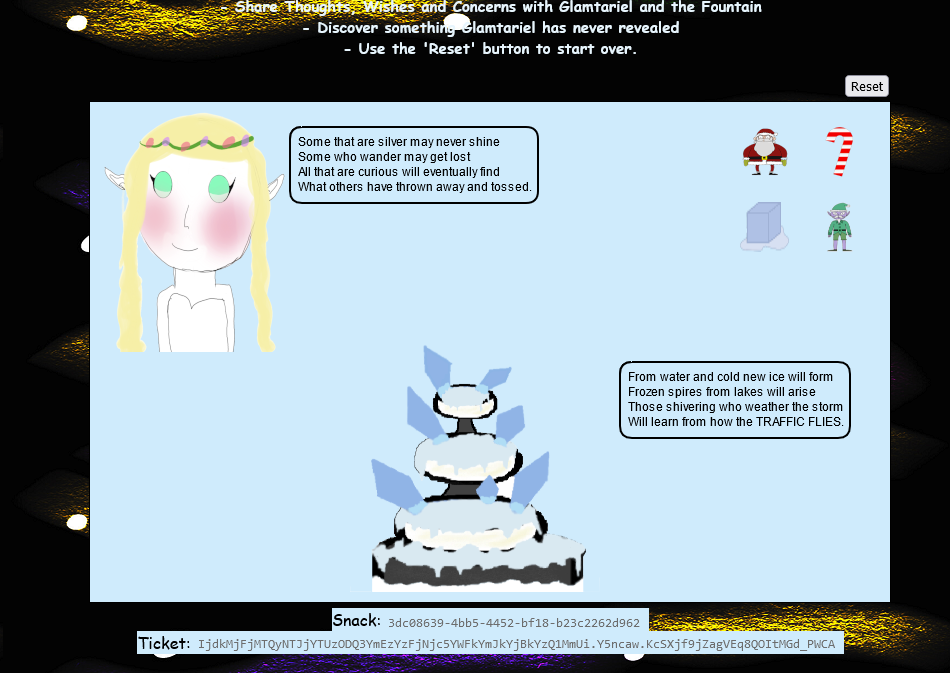 - Share Thoughts, Wishes and Concerns with Glamtariel and the Fountain
- Discover something Glamtariel has never revealed
- Use the 'Reset' button to start over.
Reset
Some that are silver may never shine
Some who wander may get lost
All that are curious will eventually find
What others have thrown away and tossed.
From water and cold new ice will form
Frozen spires from lakes will arise
Those shivering who weather the storm
Will learn from how the TRAFFIC FLIES.
Snack: 3dc08639-4bb5-4452-bf18-b23c2262d962
Ticket: IjdkMjFjMTQyNTJjYTUzODQ3YmEzYzFjNjc5YWFkYmJkYjBkYzQ1MmUi.Y5ncaw.KcSXjf9jZagVEq8QOItMGd_PWCA